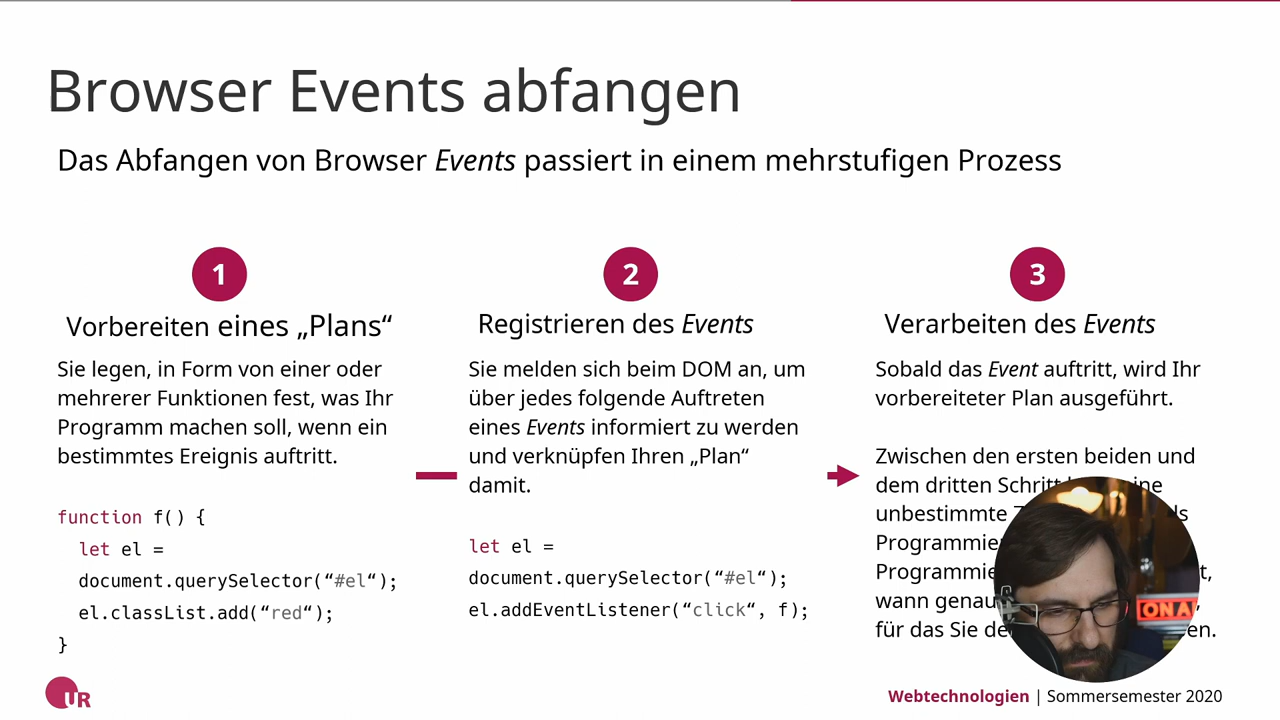 Browser Events abfangen
Das Abfangen von Browser Events passiert in einem mehrstufigen Prozess
1
Vorbereiten eines „Plans“
Sie legen, in Form von einer oder
mehrerer Funktionen fest, was Ihr
Programm machen soll, wenn ein
bestimmtes Ereignis auftritt.
function f() {
let el =
document.querySelector(“#el“);
el.classList.add(“red“);
}
2
Registrieren des Events
Sie melden sich beim DOM an, um
über jedes folgende Auftreten
eines Events informiert zu werden
und verknüpfen Ihren „Plan“
damit.
let el =
document.querySelector(“#el“);
el.addEventListener(“click“, f);
3
Verarbeiten des Events
Sobald das Event auftritt, wird Ihr
vorbereiteter Plan ausgeführt.
Zwischen den ersten beiden und
dem dritten Schritt
unbestimmte
wann genau
für das Sie
ON A
UR
Webtechnologien | Sommersemester 2020